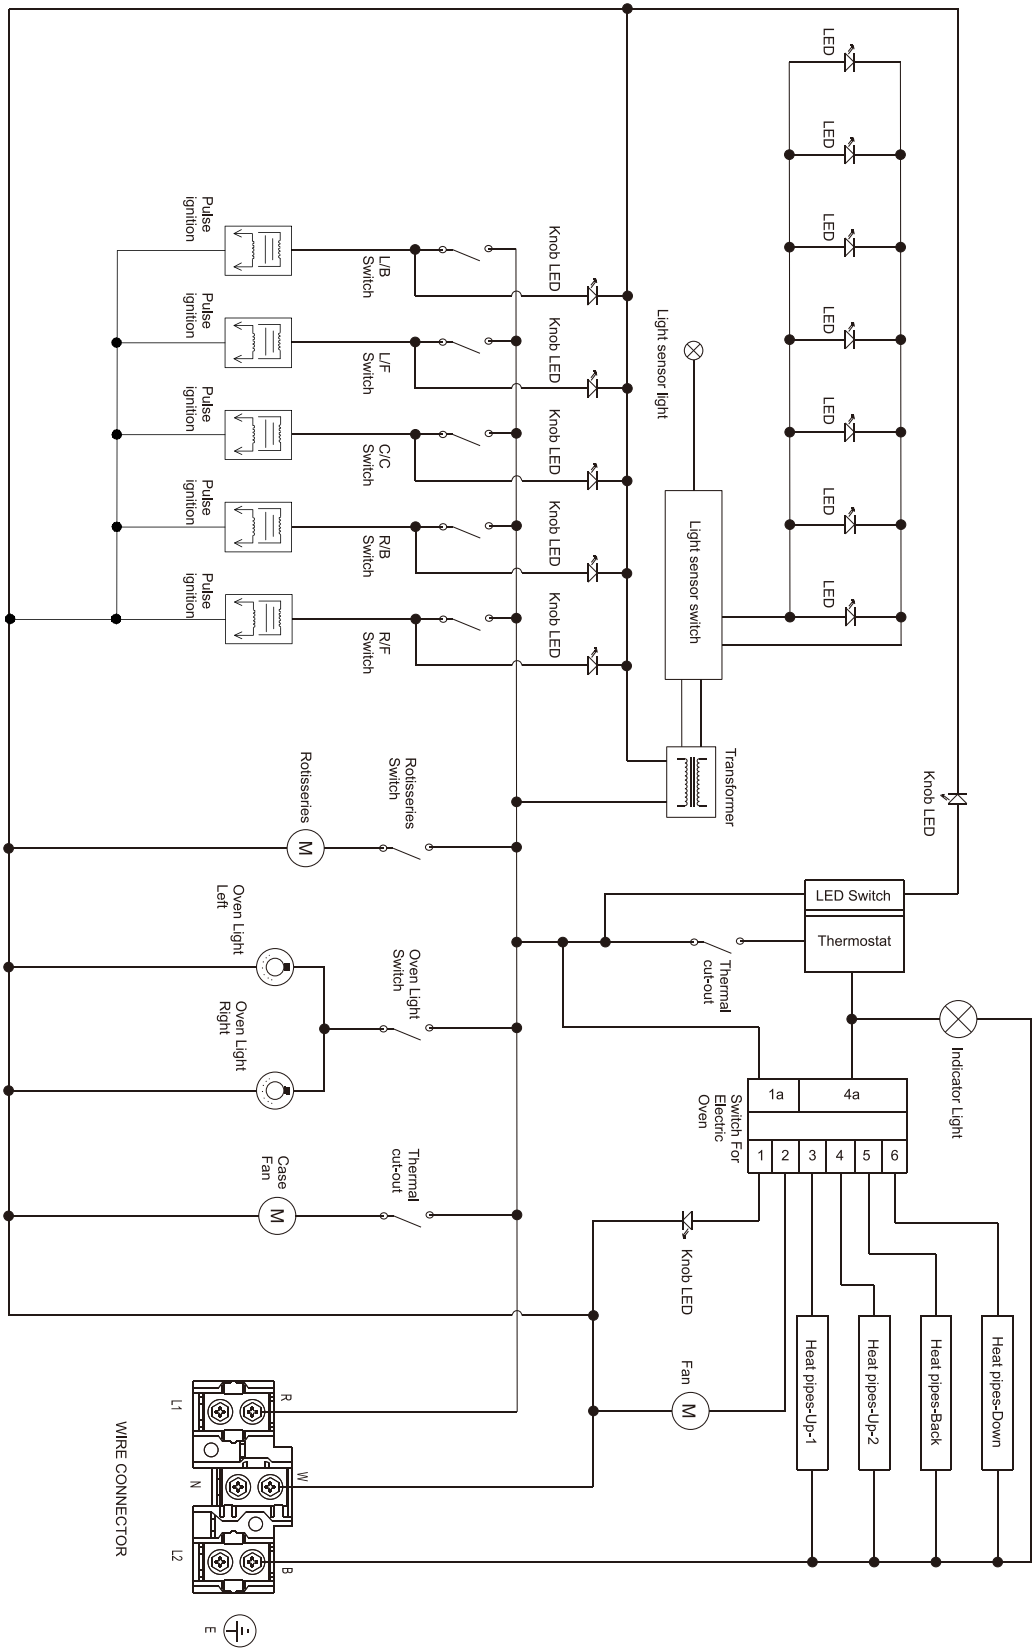 LED
LED
LED
LED
LED
LED
LED
Pulse
ignition
Pulse
ignition
Pulse
ignition
Pulse
ignition
Pulse
ignition
L/B
Switch
L/F
Switch
C/C
Switch
R/B
Switch
R/F
Switch
Knob LED
Knob LED
Knob LED
Knob LED
Knob LED
Light sensor light
Light sensor switch
Transformer
Knob LED
Rotisseries
M
Rotisseries
Switch
LED Switch
Thermostat
Thermal
cut-out
Oven Light
Left
Oven Light
Right
Oven Light
Switch
Indicator Light
1a
4a
Switch For
Electric
Oven
1
2
3
4
5
6
Case
Fan
M
Thermal
cut-out
Knob LED
Fan
M
Heat pipes-Up-1
Heat pipes-Up-2
Heat pipes-Back
Heat pipes-Down
R
L1
W
N
B
L2
WIRE CONNECTOR
E